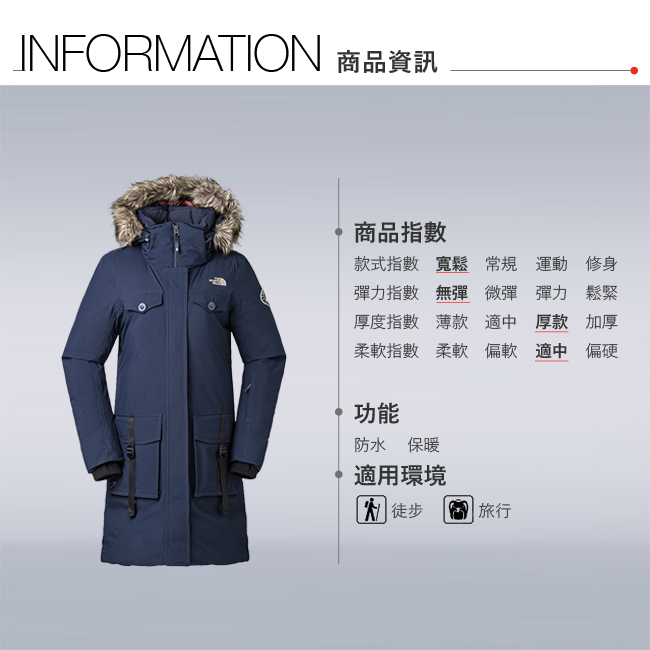 INFORMATION 商品資訊
商品指數
款式指數 寬鬆 常規 運動 修身
彈力指數 無彈 微彈 彈力 鬆緊
厚度指數 薄款 適中 厚款 加厚
柔軟指數 柔軟 偏軟 適中 偏硬
功能
防水 保暖
適用環境
徒步 旅行
THE NORTH FACE